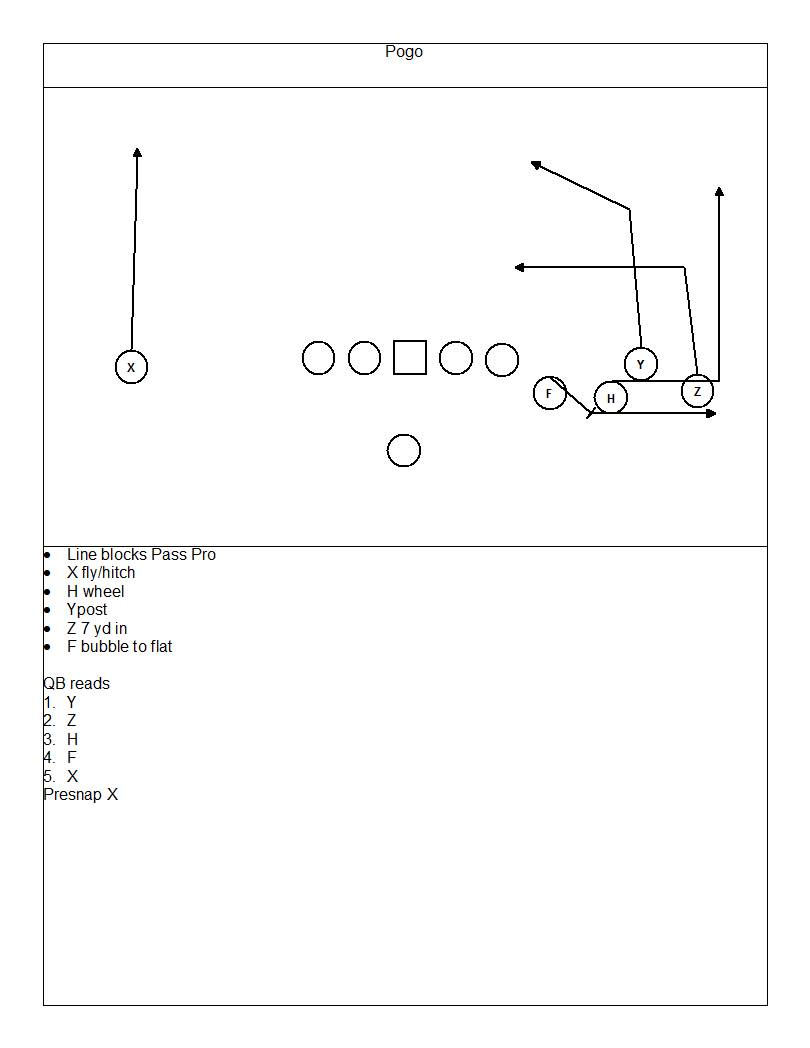 Pogo
X
Y
F
H
Z
• Line blocks Pass Pro
• X fly/hitch
• H wheel
• Ypost
• Z 7 yd in
• F bubble to flat
QB reads
1. Y
2. Z
3. H
4. F
5. X
Presnap X